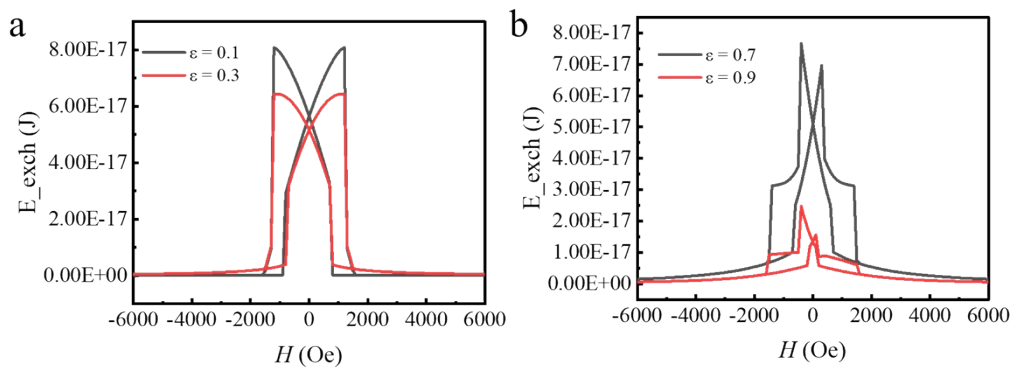 a
ε = 0.1
ε = 0.3
8.00E-17
6.00E-17
4.00E-17
2.00E-17
0.00E+00
E_exch (J)
-6000 -4000 -2000 0 2000 4000 6000
H (Oe)
b
ε = 0.7
ε = 0.9
8.00E-17
7.00E-17
6.00E-17
5.00E-17
4.00E-17
3.00E-17
2.00E-17
1.00E-17
0.00E+00
E_exch (J)
-6000 -4000 -2000 0 2000 4000 6000
H (Oe)